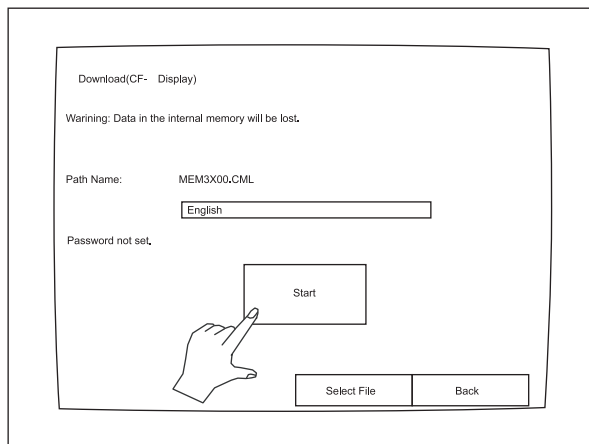 Download(CF- Display)
Warining: Data in the internal memory will be lost.
Path Name: MEM3X00.CML
English
Password not set.
Start
Select File Back